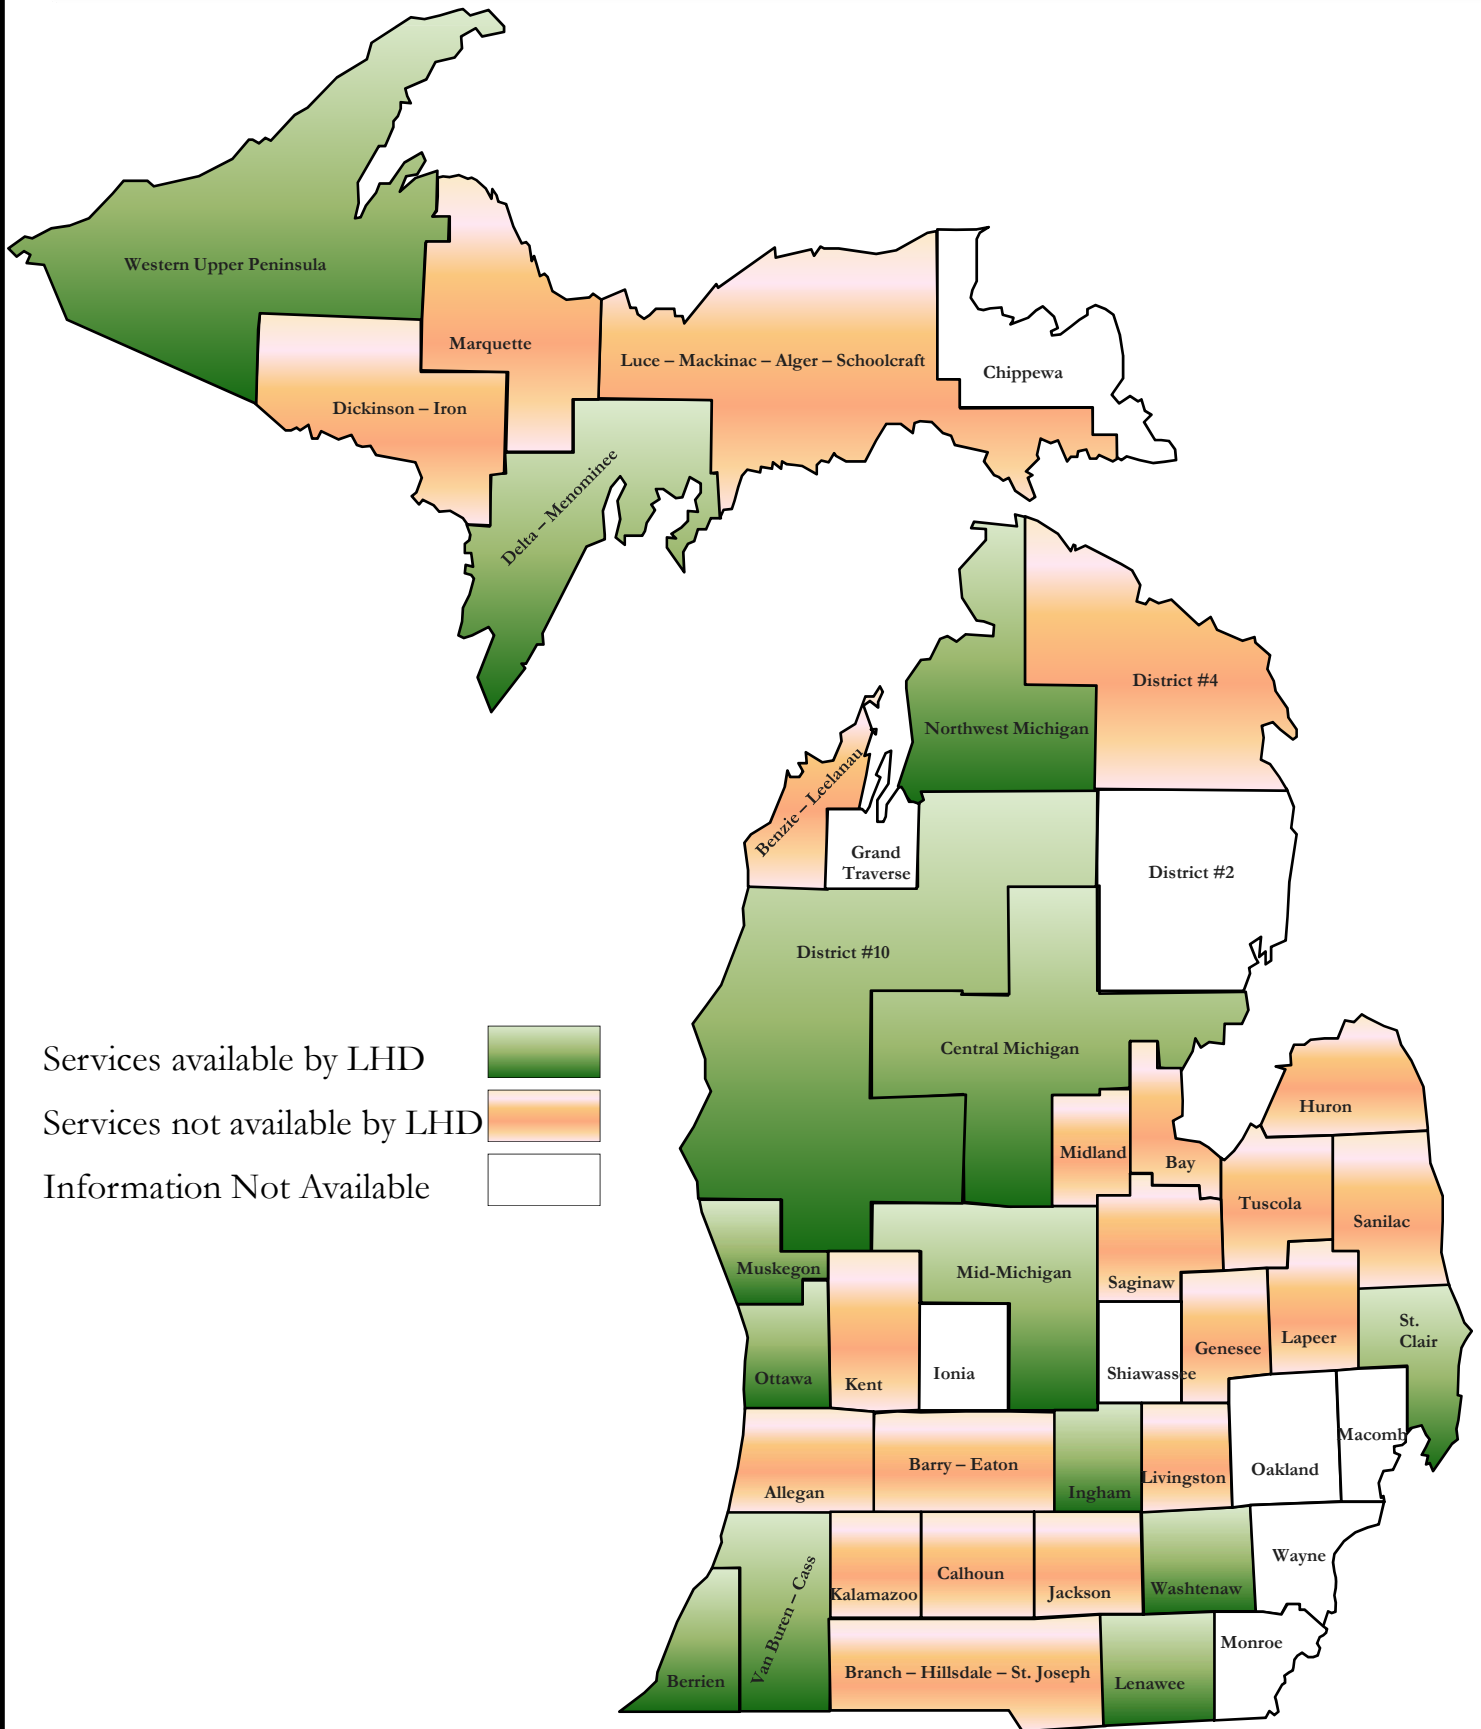 Western Upper Peninsula
Marquette
Luce – Mackinac – Alger – Schoolcraft
Chippewa
Dickinson – Iron
Delta – Menominee
District #4
Northwest Michigan
Benzie – Leelanau
Grand
Traverse
District #2
District #10
Central Michigan
Services available by LHD
Services not available by LHD
Information Not Available
Huron
Midland
Bay
Tuscola
Sanilac
Muskegon
Mid-Michigan
Saginaw
St.
Clair
Ottawa
Kent
Ionia
Shiawassee
Genesee
Lapeer
Macomb
Allegan
Barry – Eaton
Ingham
Livingston
Oakland
Van Buren – Cass
Kalamazoo
Calhoun
Jackson
Washtenaw
Wayne
Berrien
Branch – Hillsdale – St. Joseph
Lenawee
Monroe